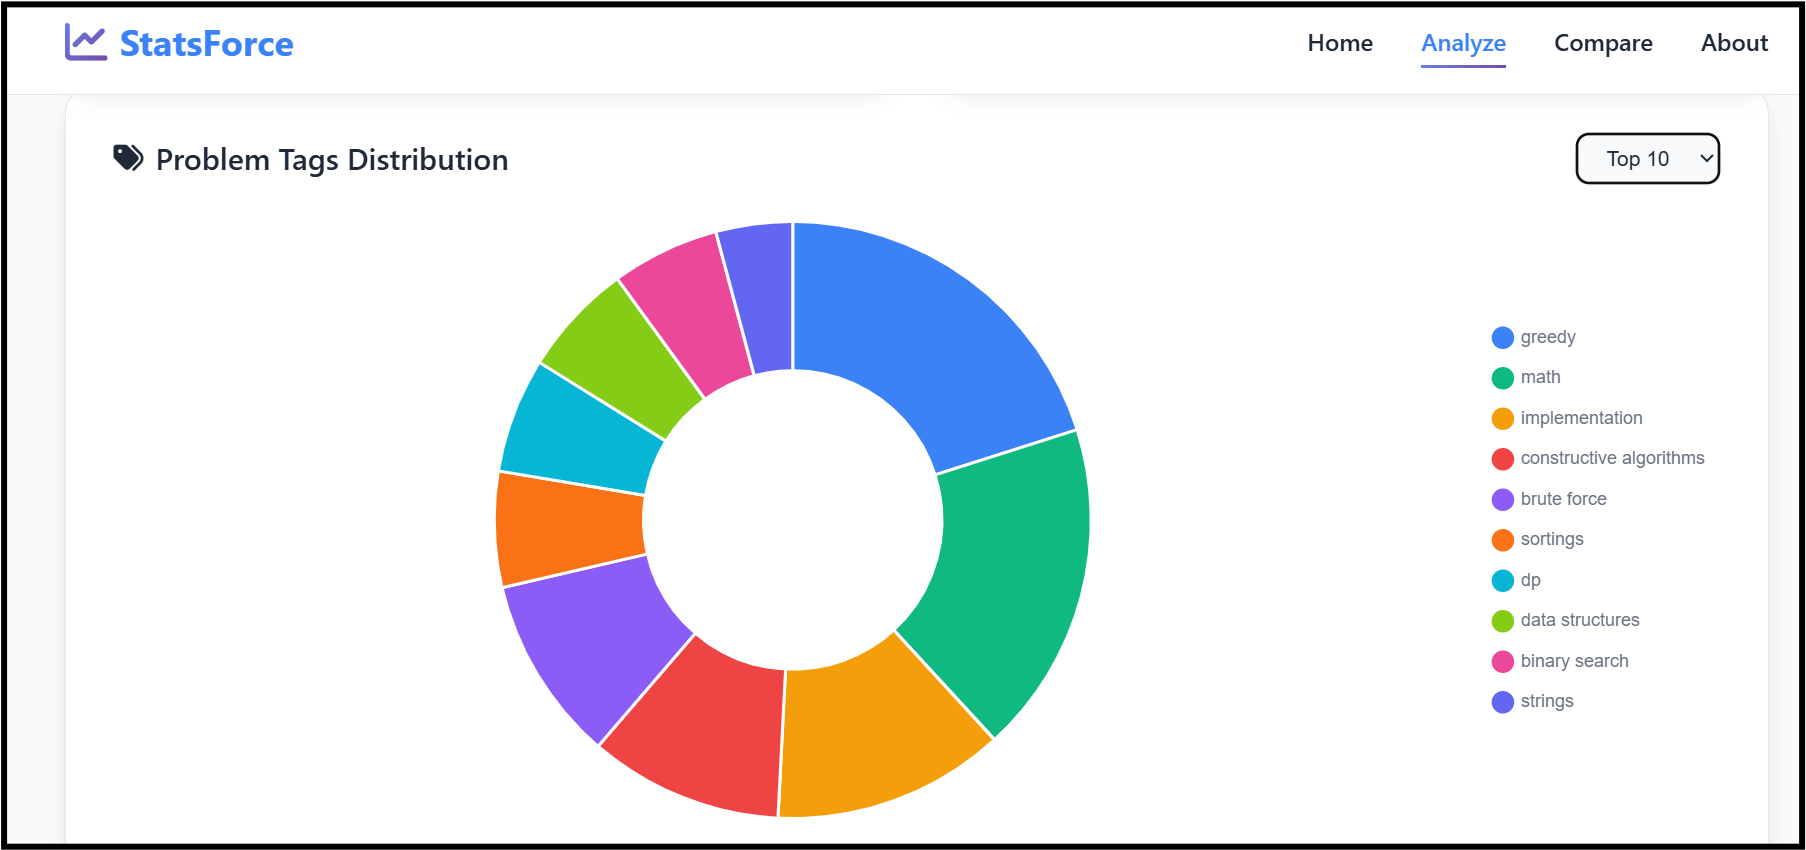 StatsForce
Home Analyze Compare About
Problem Tags Distribution
Top 10
greedy
math
implementation
constructive algorithms
brute force
sortings
dp
data structures
binary search
strings